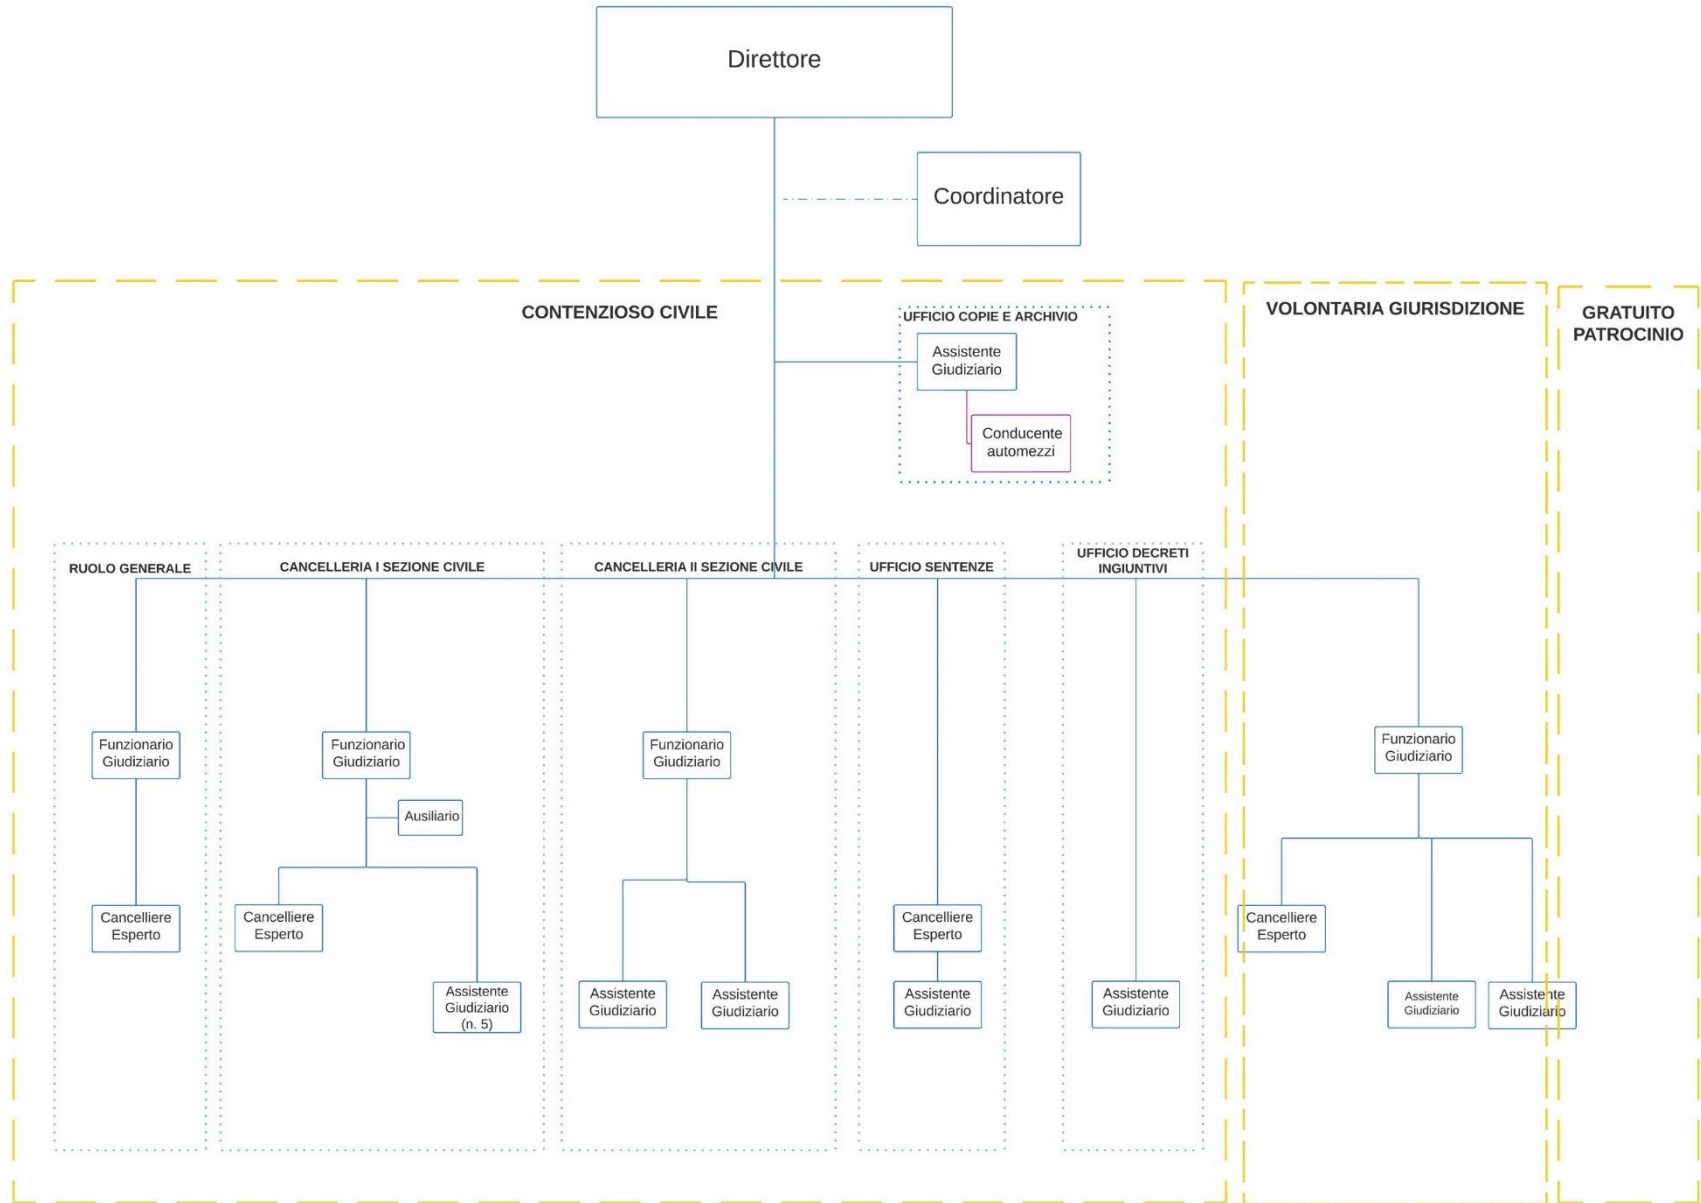 Direttore
Coordinatore
CONTENZIOSO CIVILE
VOLONTARIA GIURISDIZIONE
GRATUITO
PATROCINIO
UFFICIO COPIE E ARCHIVIO
Assistente
Giudiziario
Conducente
automezzi
RUOLO GENERALE
CANCELLERIA I SEZIONE CIVILE
CANCELLERIA II SEZIONE CIVILE
UFFICIO SENTENZE
UFFICIO DECRETI
INGIUNTIVI
Funzionario
Giudiziario
Funzionario
Giudiziario
Funzionario
Giudiziario
Funzionario
Giudiziario
Ausiliario
Cancelliere
Esperto
Cancelliere
Esperto
Cancelliere
Esperto
Cancelliere
Esperto
Assistente
Giudiziario
(n. 5)
Assistente
Giudiziario
Assistente
Giudiziario
Assistente
Giudiziario
Assistente
Giudiziario
Assistente
Giudiziario
Assistente
Giudiziario